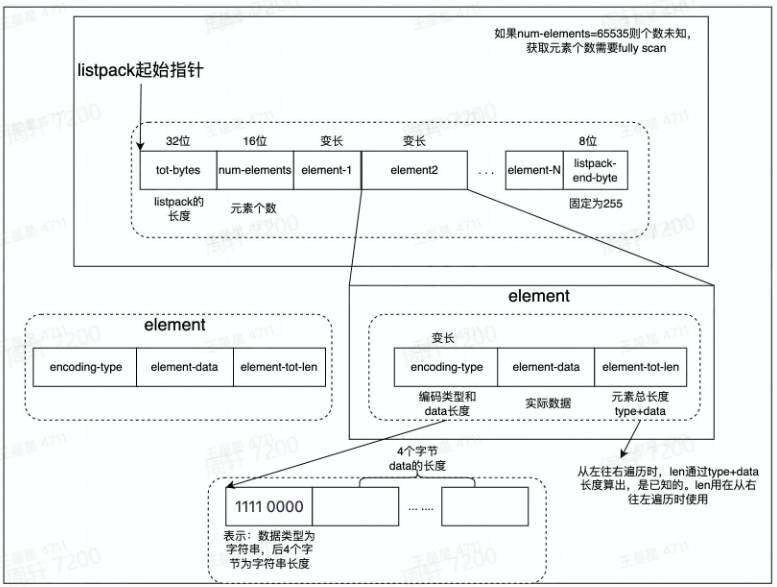 如果num-elements=65535则个数未知，
获取元素个数需要fully scan
listpack起始指针
32位
16位
变长
变长
8位
tot-bytes
num-elements
element-1
element2
. . .
element-N
listpack-
end-byte
listpack的
长度
元素个数
固定为255
element
element
变长
encoding-type
element-data
element-tot-len
encoding-type
element-data
element-tot-len
编码类型和
data长度
实际数据
元素总长度
type+data
4个字节
data的长度
从左往右遍历时，len通过type+data
长度算出，是已知的。len用在从右
往左遍历时使用
1111 0000
... ....
表示：数据类型为
字符串，后4个字
节为字符串长度
王星星 4711
周轩 7200